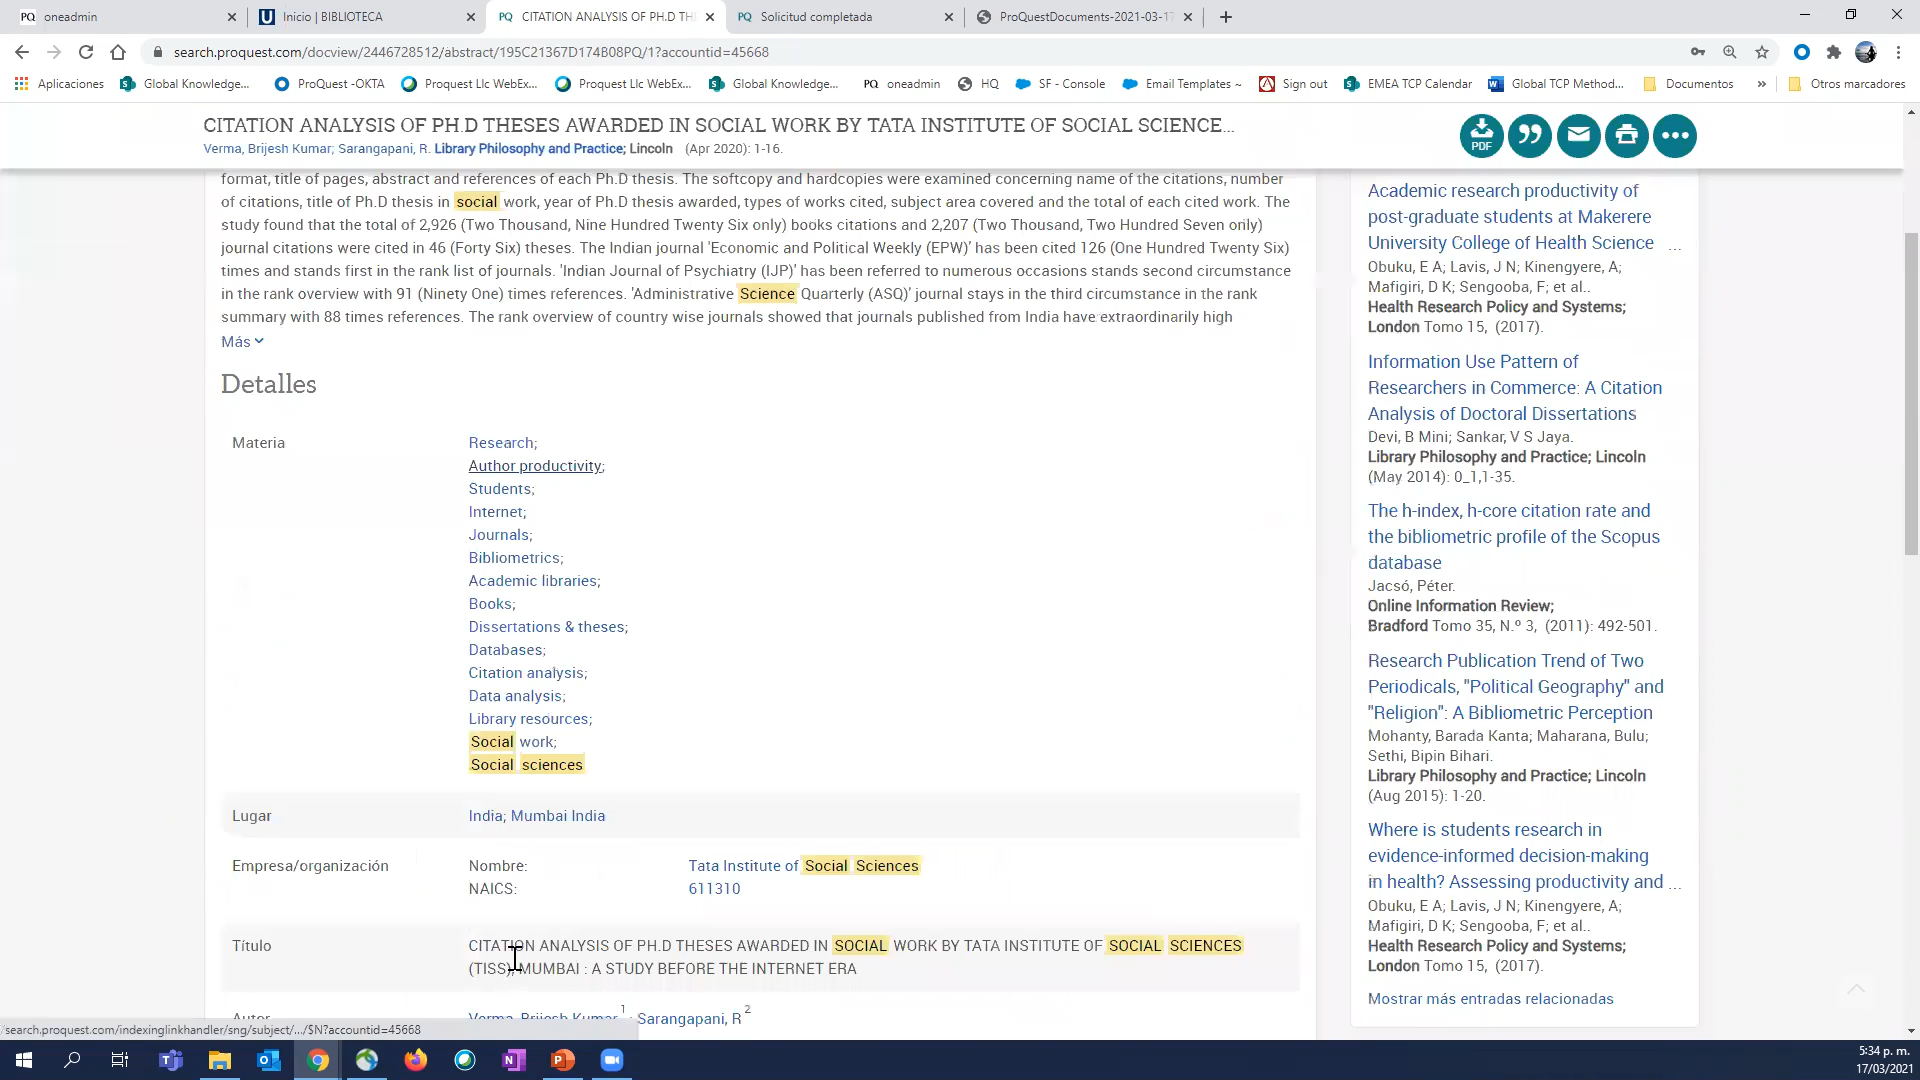 oneadmin
Inicio | BIBLIOTECA
CITATION ANALYSIS OF PH.D TH
Solicitud completada
ProQuestDocuments-2021-03-17
search.proquest.com/docview/2446728512/abstract/195C21367D174B08PQ/1?accountid=45668
Aplicaciones
Global Knowledge...
ProQuest -OKTA
Proquest Llc WebEx...
Proquest Llc WebEx...
Global Knowledge...
PQ oneadmin
HQ
SF - Console
Email Templates ~
Sign out
EMEA TCP Calendar
Global TCP Method...
Documentos
»
Otros marcadores
CITATION ANALYSIS OF PH.D THESES AWARDED IN SOCIAL WORK BY TATA INSTITUTE OF SOCIAL SCIENCE...
Verma, Brijesh Kumar; Sarangapani, R. Library Philosophy and Practice; Lincoln (Apr 2020): 1-16.
PDF
format, title of pages, abstract and references of each Ph.D thesis. The softcopy and hardcopies were examined concerning name of the citations, number
of citations, title of Ph.D thesis in social work, year of Ph.D thesis awarded, types of works cited, subject area covered and the total of each cited work. The
study found that the total of 2,926 (Two Thousand, Nine Hundred Twenty Six only) books citations and 2,207 (Two Thousand, Two Hundred Seven only)
journal citations were cited in 46 (Forty Six) theses. The Indian journal 'Economic and Political Weekly (EPW)' has been cited 126 (One Hundred Twenty Six)
times and stands first in the rank list of journals. 'Indian Journal of Psychiatry (IJP)' has been referred to numerous occasions stands second circumstance
in the rank overview with 91 (Ninety One) times references. 'Administrative Science Quarterly (ASQ)' journal stays in the third circumstance in the rank
summary with 88 times references. The rank overview of country wise journals showed that journals published from India have extraordinarily high
Más
Detalles
Materia
Research;
Author productivity;
Students;
Internet;
Journals;
Bibliometrics;
Academic libraries;
Books;
Dissertations & theses;
Databases;
Citation analysis;
Data analysis;
Library resources;
Social work;
Social sciences
Lugar
India; Mumbai India
Empresa/organización
Nombre: Tata Institute of Social Sciences
NAICS: 611310
Título
CITATION ANALYSIS OF PH.D THESES AWARDED IN SOCIAL WORK BY TATA INSTITUTE OF SOCIAL SCIENCES
(TISS), MUMBAI : A STUDY BEFORE THE INTERNET ERA
Autor
Verma, Brijesh Kumar 1 ; Sarangapani, R 2
Academic research productivity of
post-graduate students at Makerere
University College of Health Science ...
Obuku, E A; Lavis, J N; Kinengyere, A;
Mafigiri, D K; Sengooba, F; et al..
Health Research Policy and Systems;
London Tomo 15, (2017).
Information Use Pattern of
Researchers in Commerce: A Citation
Analysis of Doctoral Dissertations
Devi, B Mini; Sankar, V S Jaya.
Library Philosophy and Practice; Lincoln
(May 2014): 0_1,1-35.
The h-index, h-core citation rate and
the bibliometric profile of the Scopus
database
Jacsó, Péter.
Online Information Review;
Bradford Tomo 35, N.º 3, (2011): 492-501.
Research Publication Trend of Two
Periodicals, "Political Geography" and
"Religion": A Bibliometric Perception
Mohanty, Barada Kanta; Maharana, Bulu;
Sethi, Bipin Bihari.
Library Philosophy and Practice; Lincoln
(Aug 2015): 1-20.
Where is students research in
evidence-informed decision-making
in health? Assessing productivity and ...
Obuku, E A; Lavis, J N; Kinengyere, A;
Mafigiri, D K; Sengooba, F; et al..
Health Research Policy and Systems;
London Tomo 15, (2017).
Mostrar más entradas relacionadas
/search.proquest.com/indexinglinkhandler/sng/subject/.../$N?accountid=45668
5:34 p. m.
17/03/2021